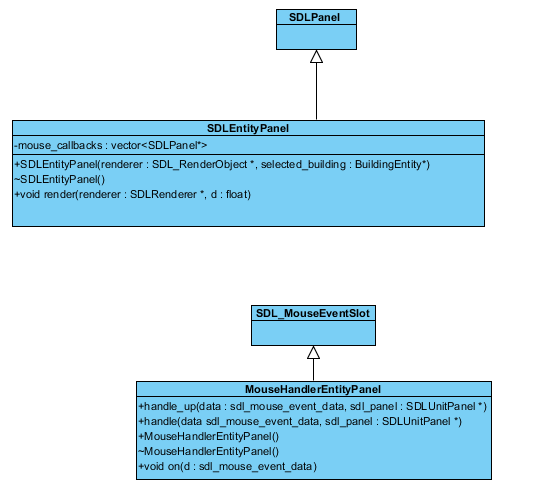 SDLPanel
SDLEntityPanel
-mouse_callbacks : vector<SDLPanel*>
+SDLEntityPanel(renderer : SDL_RenderObject *, selected_building : BuildingEntity*)
~SDLEntityPanel()
+void render(renderer : SDLRenderer *, d : float)
SDL_MouseEventSlot
MouseHandlerEntityPanel
+handle_up(data : sdl_mouse_event_data, sdl_panel : SDLUnitPanel *)
+handle(data sdl_mouse_event_data, sdl_panel : SDLUnitPanel *)
+MouseHandlerEntityPanel()
~MouseHandlerEntityPanel()
+void on(d : sdl_mouse_event_data)